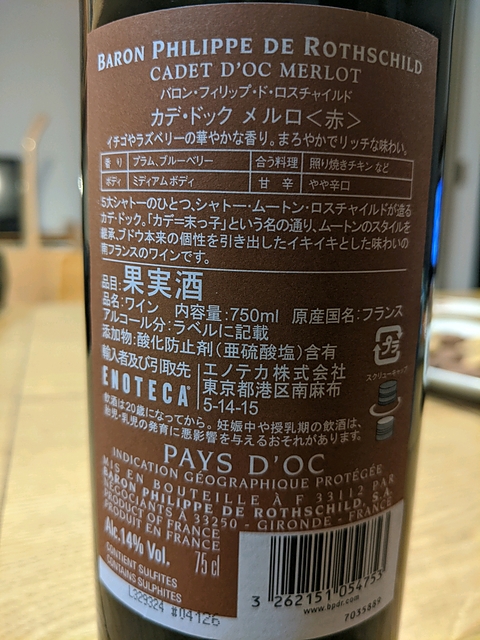 BARON PHILIPPE DE ROTHSCHILD
CADET D'OC MERLOT
バロン・フィリップ・ド・ロスチャイルド
カデ・ドック メルロ<赤>
イチゴやラズベリーの華やかな香り。まろやかでリッチな味わい。
香り プラム、ブルーベリー 合う料理 照り焼きチキンなど
ボディ ミディアムボディ 甘辛 やや辛口
5大シャトーのひとつ、シャトー・ムートン・ロスチャイルドが造る
カデ・ドック。「カデ=末っ子」という名の通り、ムートンのスタイルを
継承、ブドウ本来の個性を引き出したイキイキとした味わいの
南フランスのワインです。
品目:果実酒
品名:ワイン 内容量:750ml 原産国名:フランス
アルコール分:ラベルに記載
添加物:酸化防止剤(亜硫酸塩)含有
輸入者及び引取先
ENOTECA
エノテカ株式会社
東京都港区南麻布
5-14-15
スクリューキャップ
飲酒は20歳になってから。妊娠中や授乳期の飲酒は、
胎児・乳児の発育に悪影響を与えるおそれがあります。
PAYS D'OC
INDICATION GÉOGRAPHIQUE PROTÉGÉE
MIS EN BOUTEILLE À F 33112 PAR
BARON PHILIPPE DE ROTHSCHILD, S.A.
NÉGOCIANTS À 33250 - GIRONDE - FRANCE
PRODUCT OF FRANCE
PRODUIT EN FRANCE
Alc.14% Vol. 75 cl
CONTIENT SULFITES
CONTAINS SULPHITES
L329324 #04126
3 262151 054753
www.bpdr.com
7035889